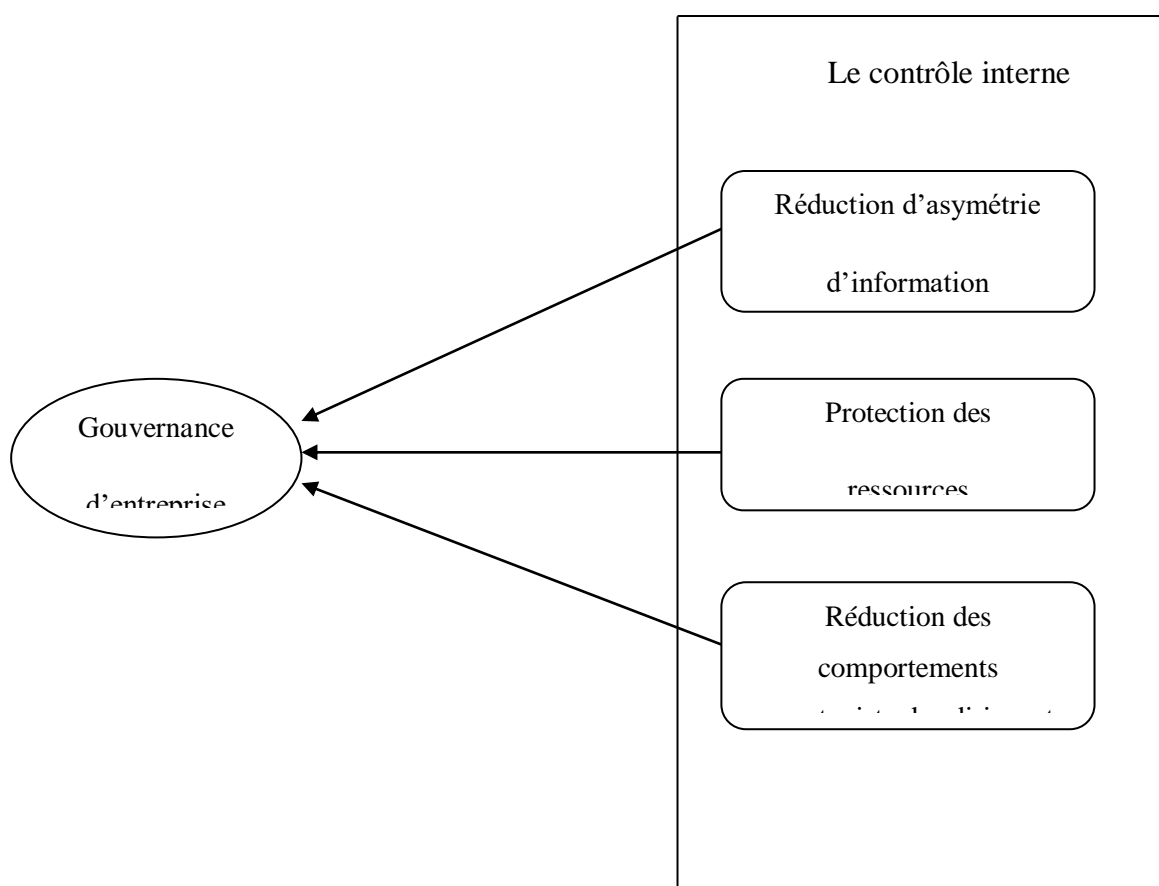 Le contrôle interne
Réduction d’asymétrie
d’information
Gouvernance
d’entreprise
Protection des
ressources
Réduction des
comportements